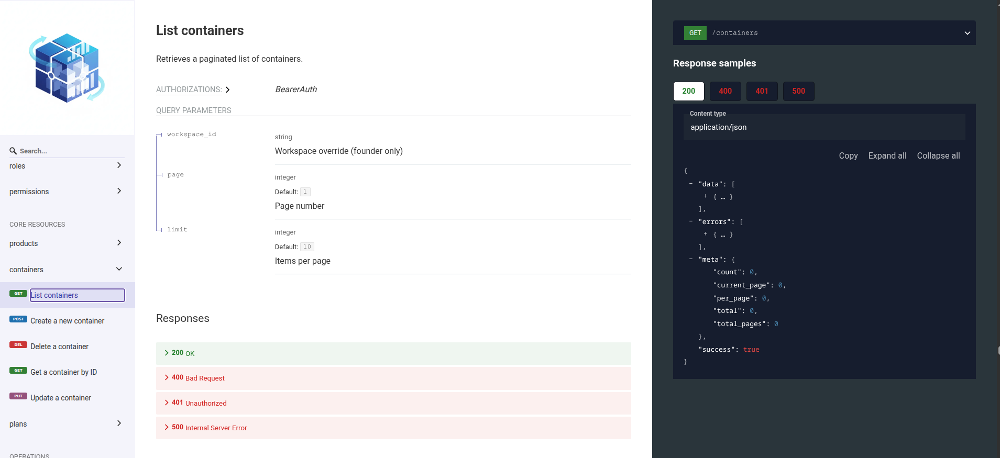 Search...
roles
permissions
CORE RESOURCES
products
containers
GET List containers
POST Create a new container
DEL Delete a container
GET Get a container by ID
PUT Update a container
plans
OPERATIONS
List containers
Retrieves a paginated list of containers.
AUTHORIZATIONS: BearerAuth
QUERY PARAMETERS
workspace_id
string
Workspace override (founder only)
page
integer
Default: 1
Page number
limit
integer
Default: 10
Items per page
Responses
200 OK
400 Bad Request
401 Unauthorized
500 Internal Server Error
GET /containers
Response samples
200 400 401 500
Content type
application/json
Copy Expand all Collapse all
{
- "data": [
+ { … }
],
- "errors": [
+ { … }
],
- "meta": {
"count": 0,
"current_page": 0,
"per_page": 0,
"total": 0,
"total_pages": 0
},
"success": true
}